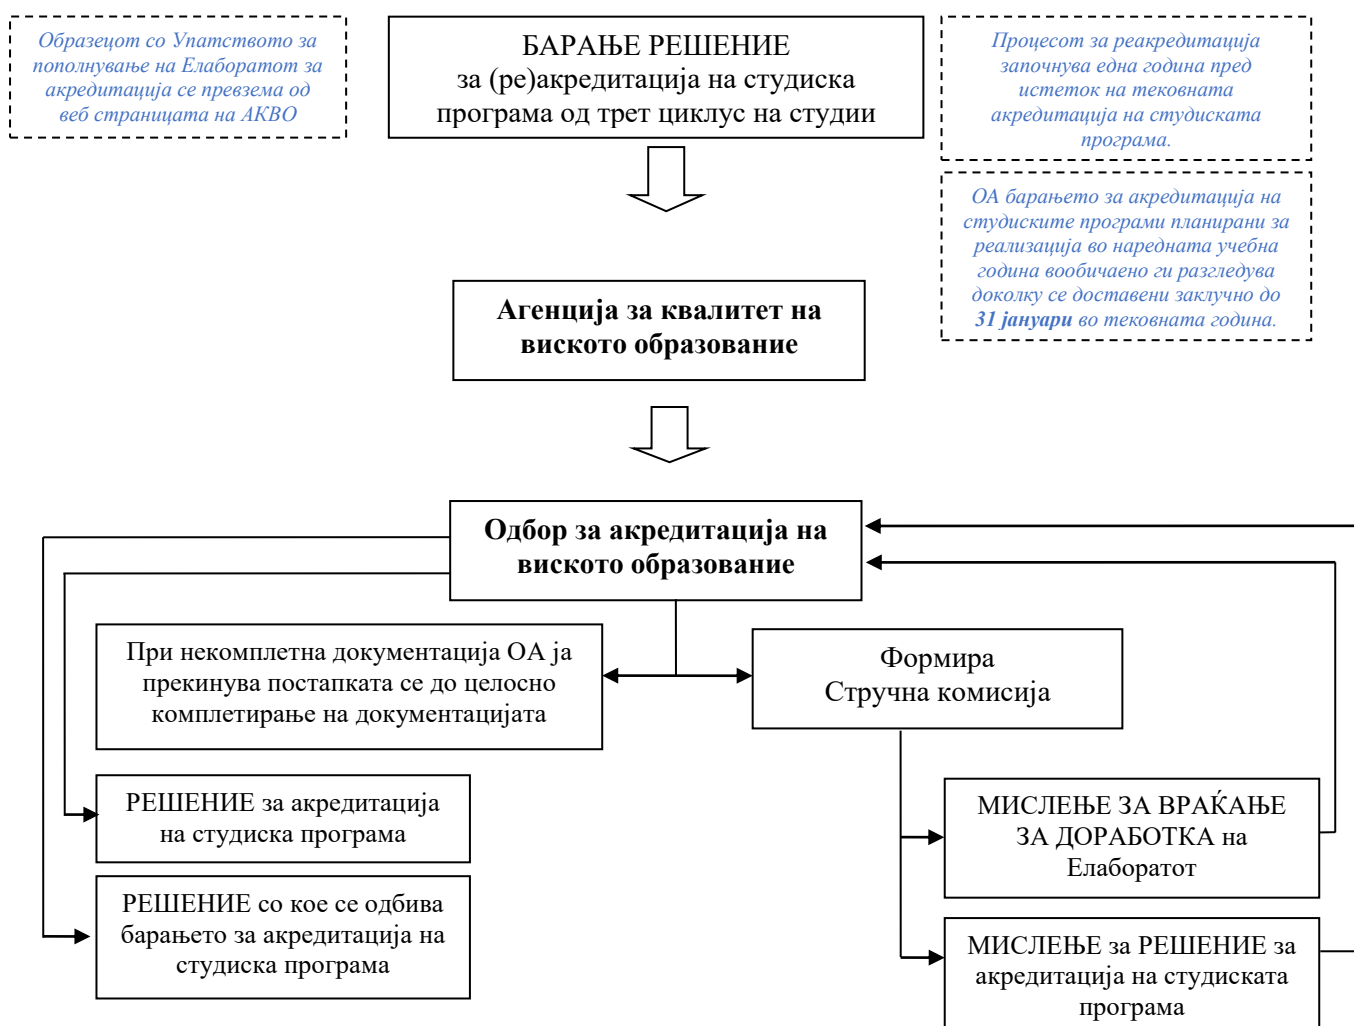 Образецот со Упатството за
пополнување на Елаборатот за
акредитација се превзема од
веб страницата на АКВО
БАРАЊЕ РЕШЕНИЕ
за (ре)акредитација на студиска
програма од трет циклус на студии
Процесот за реакредитација
започнува една година пред
истеток на тековната
акредитација на студиската
програма.
ОА барањето за акредитација на
студиските програми планирани за
реализација во наредната учебна
година вообичаено ги разгледува
доколку се доставени заклучно до
31 јануари во тековната година.
Агенција за квалитет на
виското образование
Одбор за акредитација на
виското образование
При некомплетна документација ОА ја
прекинува постапката се до целосно
комплетирање на документацијата
Формира
Стручна комисија
РЕШЕНИЕ за акредитација
на студиска програма
РЕШЕНИЕ со кое се одбива
барањето за акредитација на
студиска програма
МИСЛЕЊЕ ЗА ВРАЌАЊЕ
ЗА ДОРАБОТКА на
Елаборатот
МИСЛЕЊЕ за РЕШЕНИЕ за
акредитација на студиската
програма